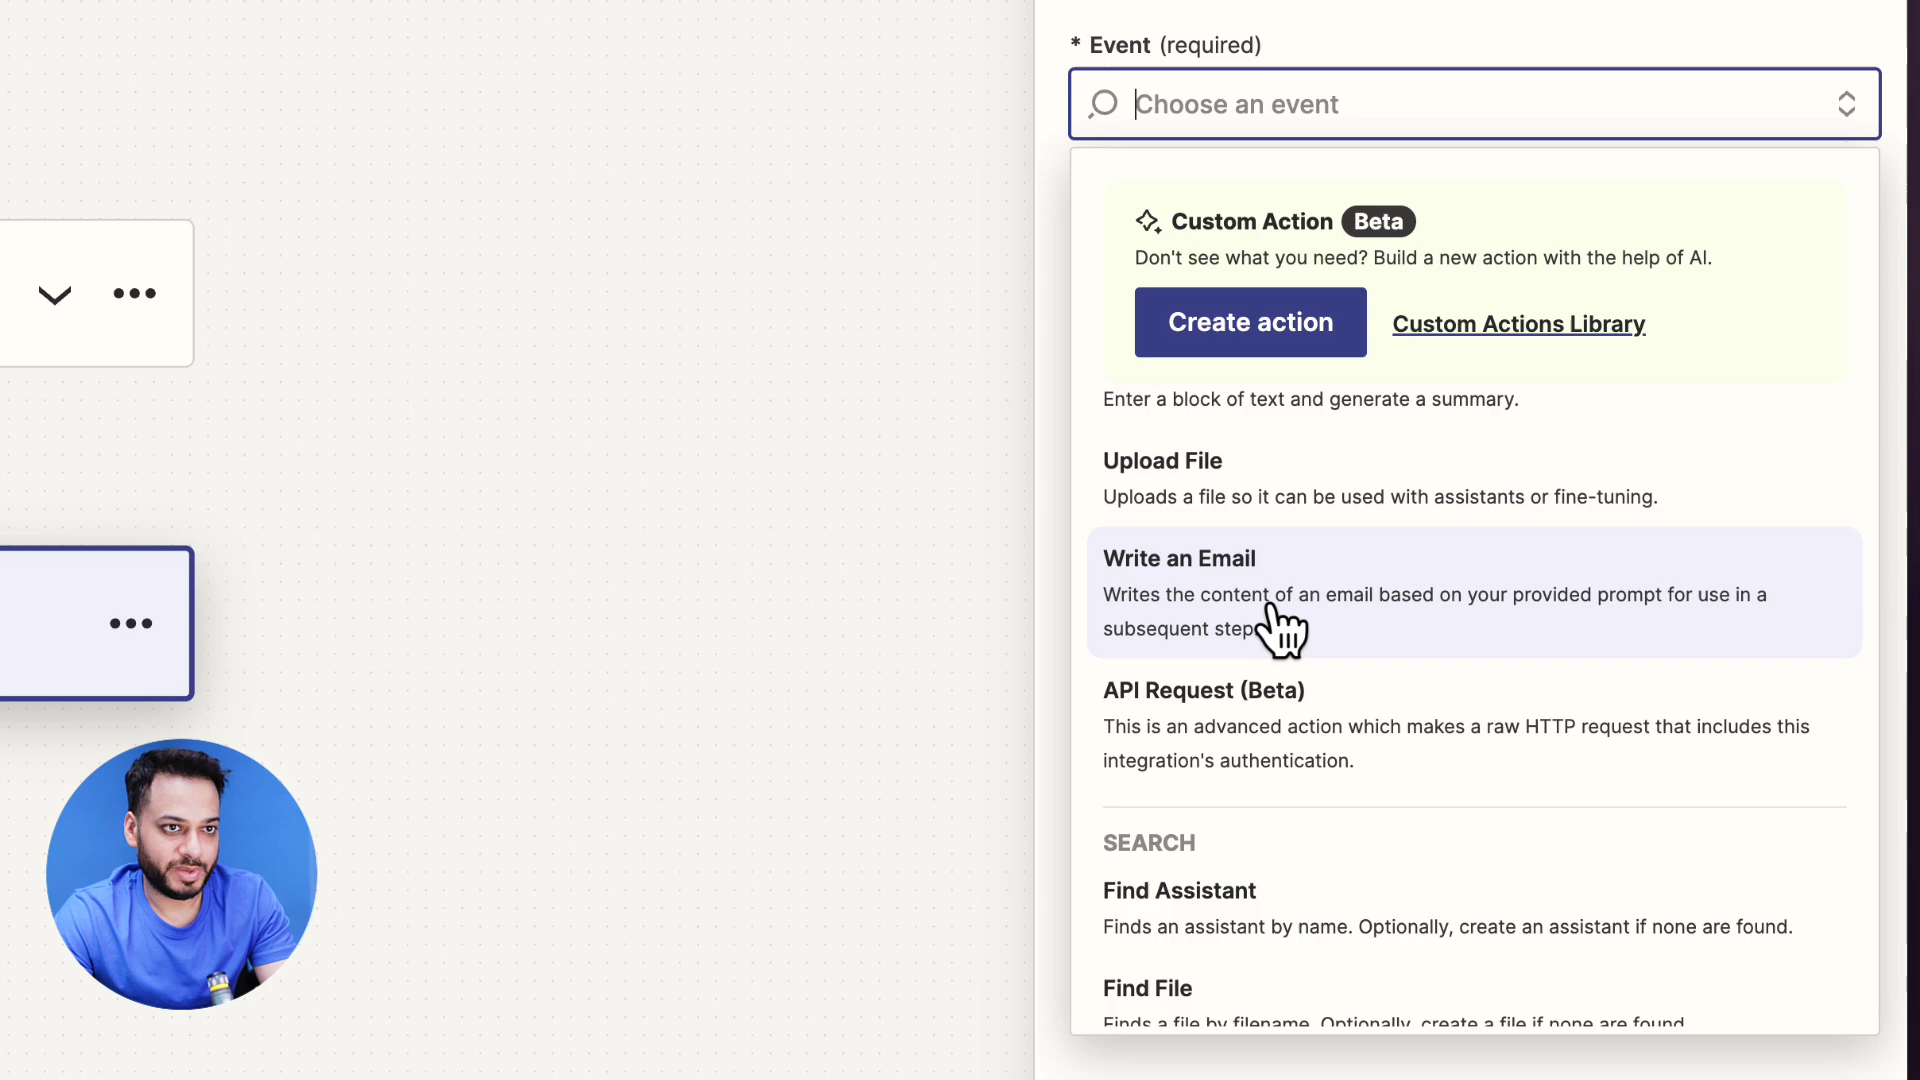 * Event (required)
Choose an event
Custom Action Beta
Don't see what you need? Build a new action with the help of AI.
Create action Custom Actions Library
Enter a block of text and generate a summary.
Upload File
Uploads a file so it can be used with assistants or fine-tuning.
Write an Email
Writes the content of an email based on your provided prompt for use in a
subsequent step
API Request (Beta)
This is an advanced action which makes a raw HTTP request that includes this
integration's authentication.
SEARCH
Find Assistant
Finds an assistant by name. Optionally, create an assistant if none are found.
Find File
Finds a file by filename. Optionally, create a file if none are found